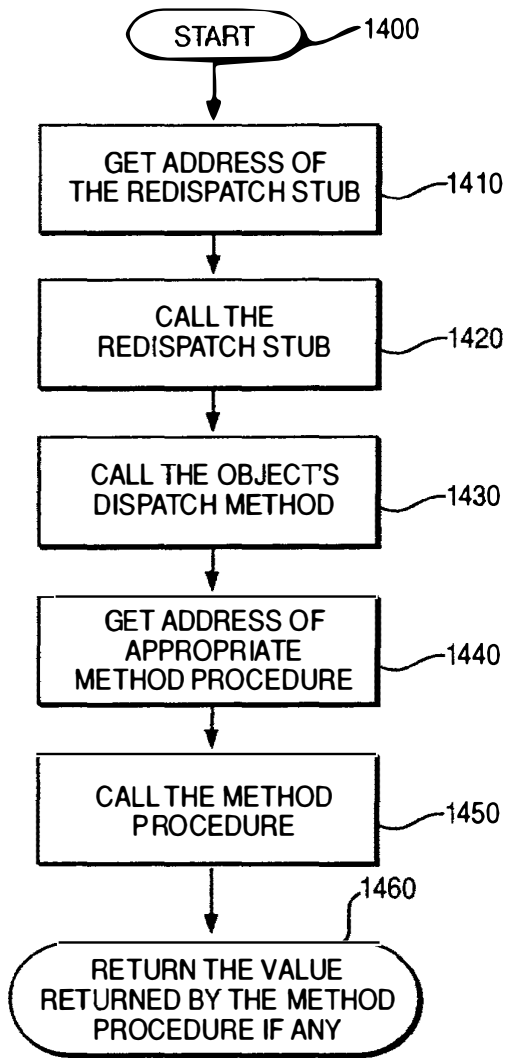 START
1400
GET ADDRESS OF
THE REDISPATCH STUB
1410
CALL THE
REDISPATCH STUB
1420
CALL THE OBJECT'S
DISPATCH METHOD
1430
GET ADDRESS OF
APPROPRIATE
METHOD PROCEDURE
1440
CALL THE METHOD
PROCEDURE
1450
1460
RETURN THE VALUE
RETURNED BY THE METHOD
PROCEDURE IF ANY